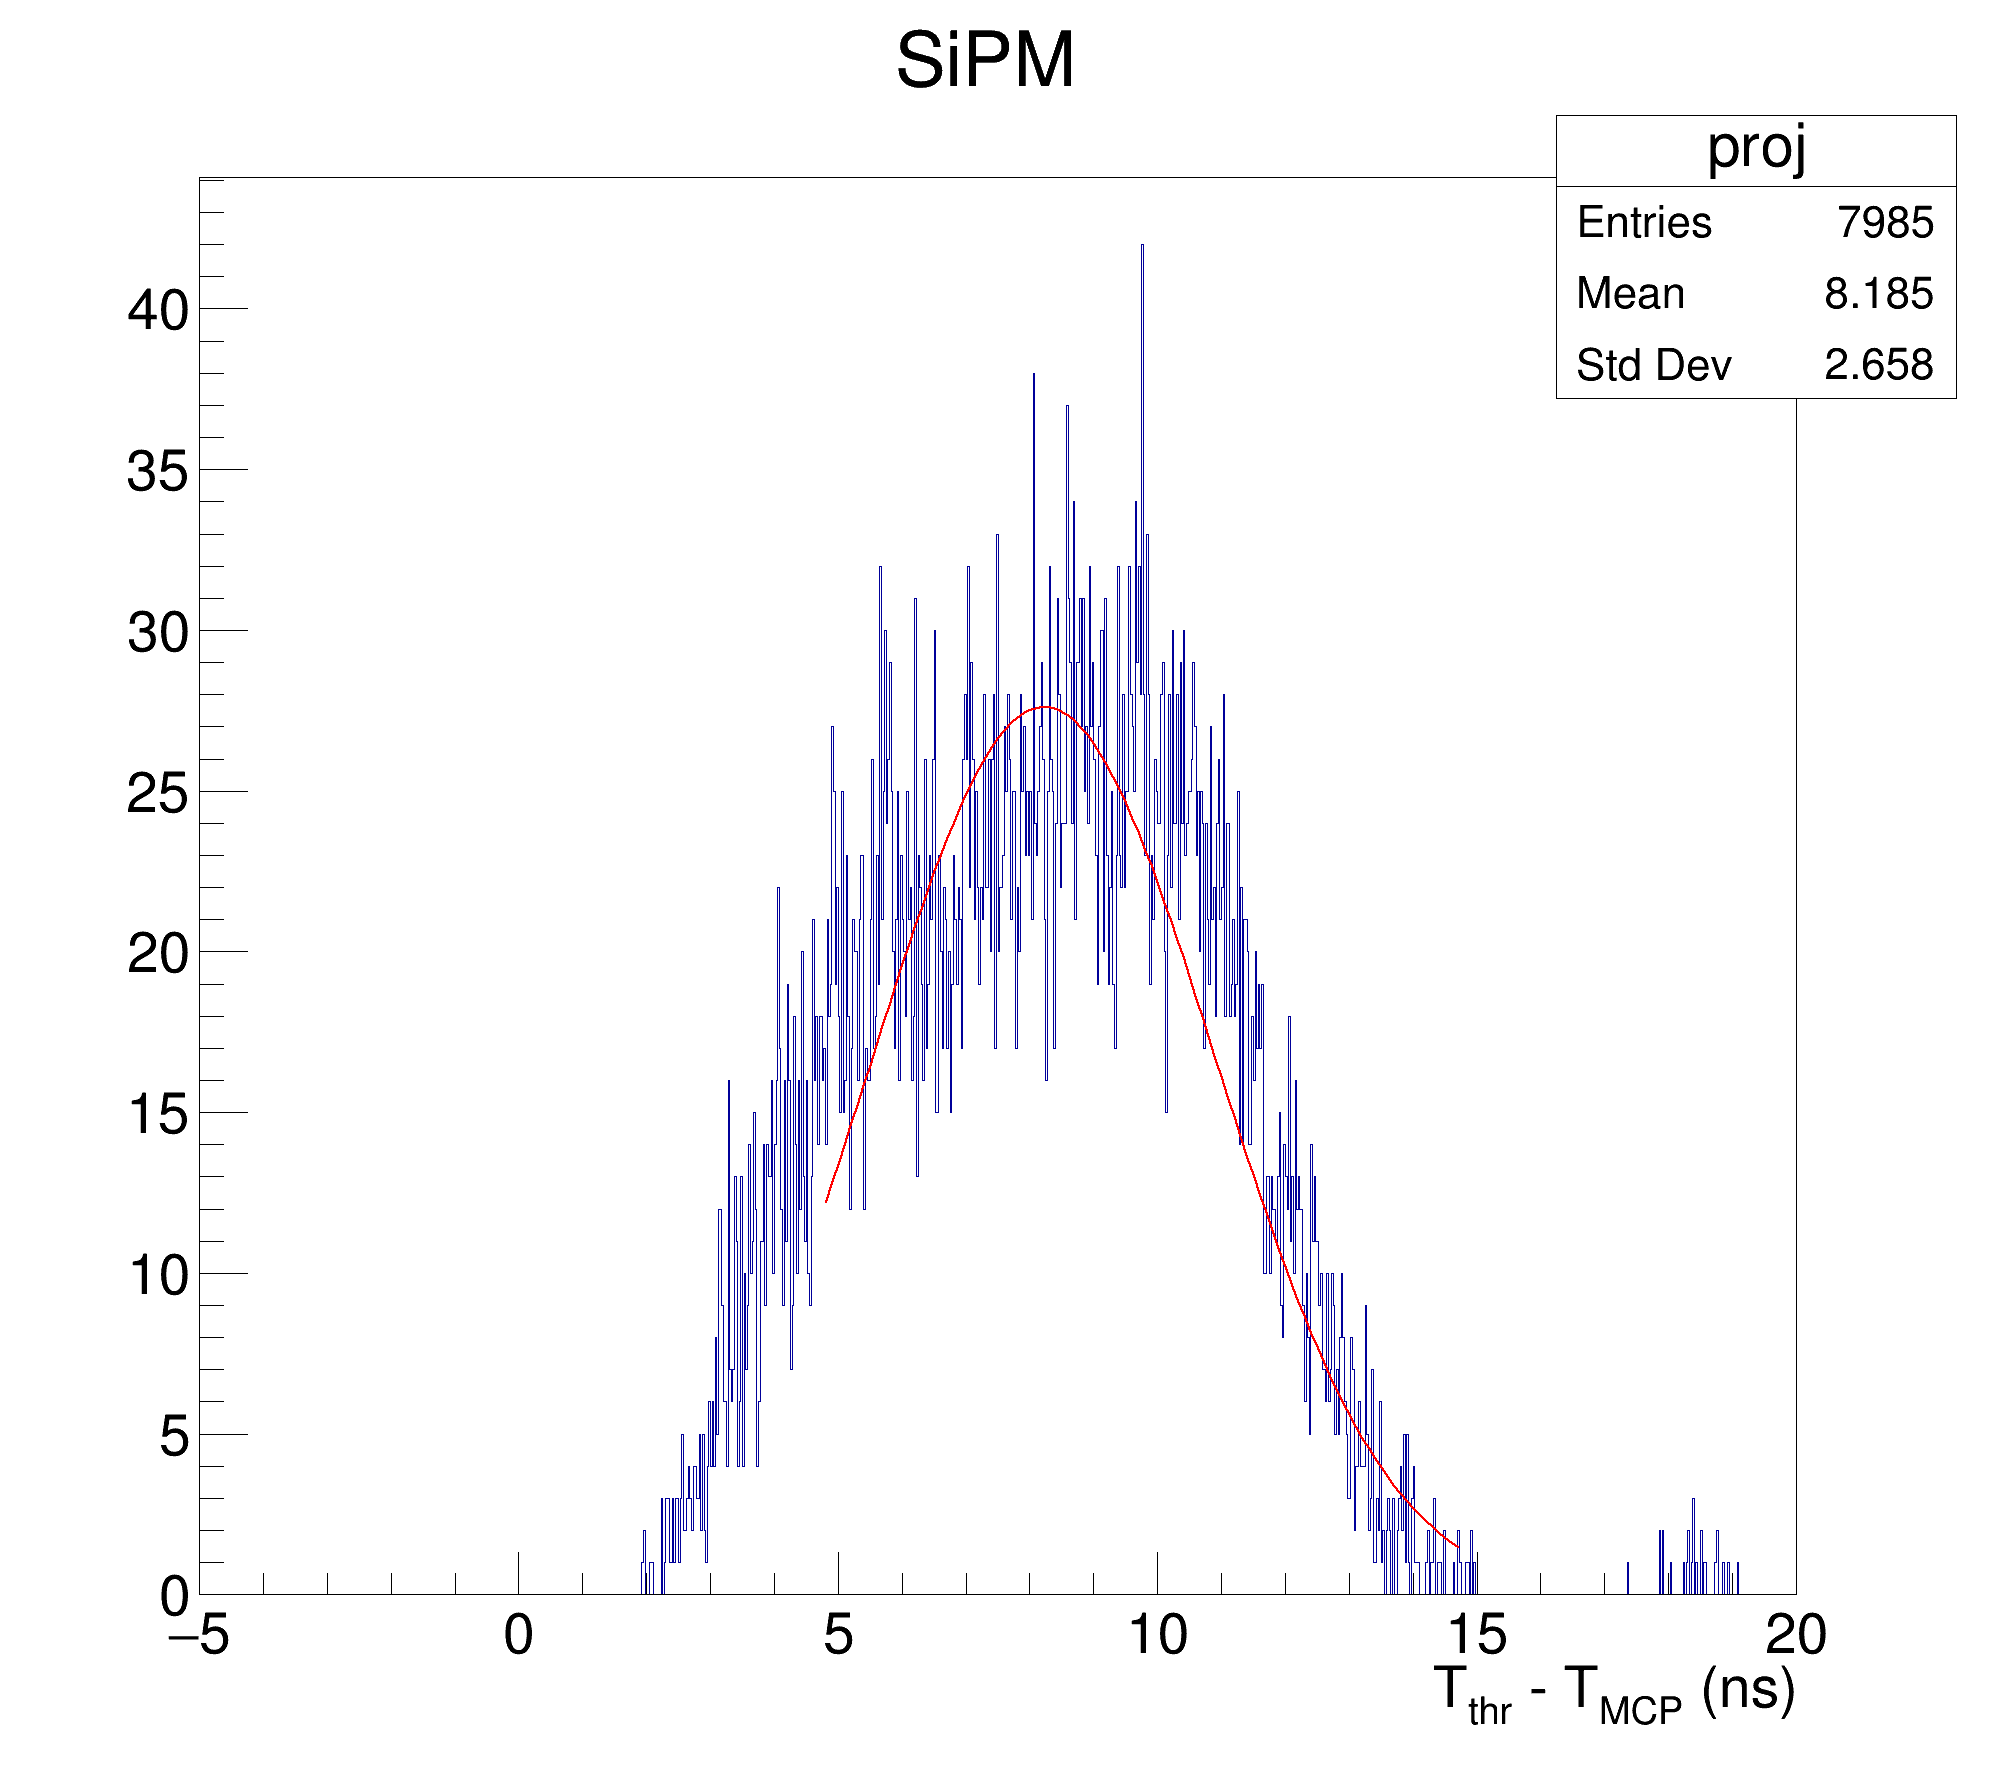 SiPM
proj
Entries 7985
Mean 8.185
Std Dev 2.658
40
35
30
25
20
15
10
5
0
−5 0 5 10 15 20
T_thr - T_MCP (ns)